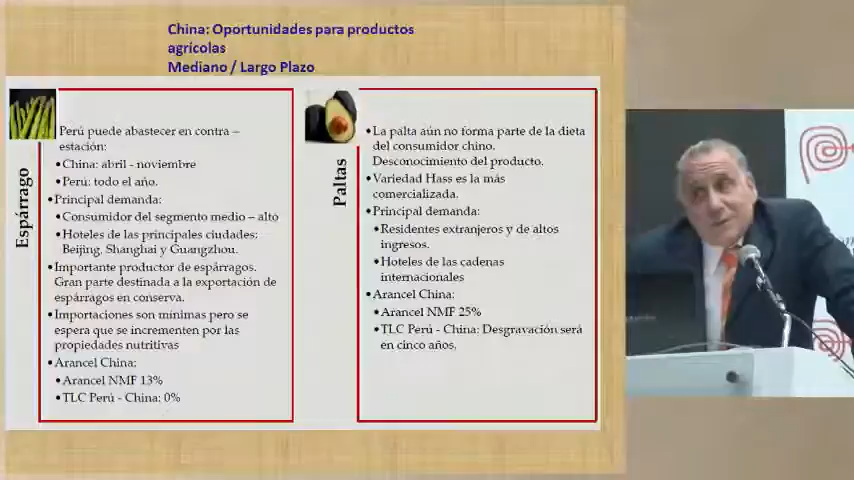 China: Oportunidades para productos
agrícolas
Mediano / Largo Plazo
Espárrago
Perú puede abastecer en contra –
estación:
•China: abril - noviembre
•Perú: todo el año.
•Principal demanda:
•Consumidor del segmento medio – alto
•Hoteles de las principales ciudades:
Beijing, Shanghai y Guangzhou.
•Importante productor de espárragos.
Gran parte destinada a la exportación de
espárragos en conserva.
•Importaciones son mínimas pero se
espera que se incrementen por las
propiedades nutritivas
•Arancel China:
•Arancel NMF 13%
•TLC Perú - China: 0%
Paltas
•La palta aún no forma parte de la dieta
del consumidor chino.
Desconocimiento del producto.
•Variedad Hass es la más
comercializada.
•Principal demanda:
•Residentes extranjeros y de altos
ingresos.
•Hoteles de las cadenas
internacionales
•Arancel China:
•Arancel NMF 25%
•TLC Perú - China: Desgravación será
en cinco años.